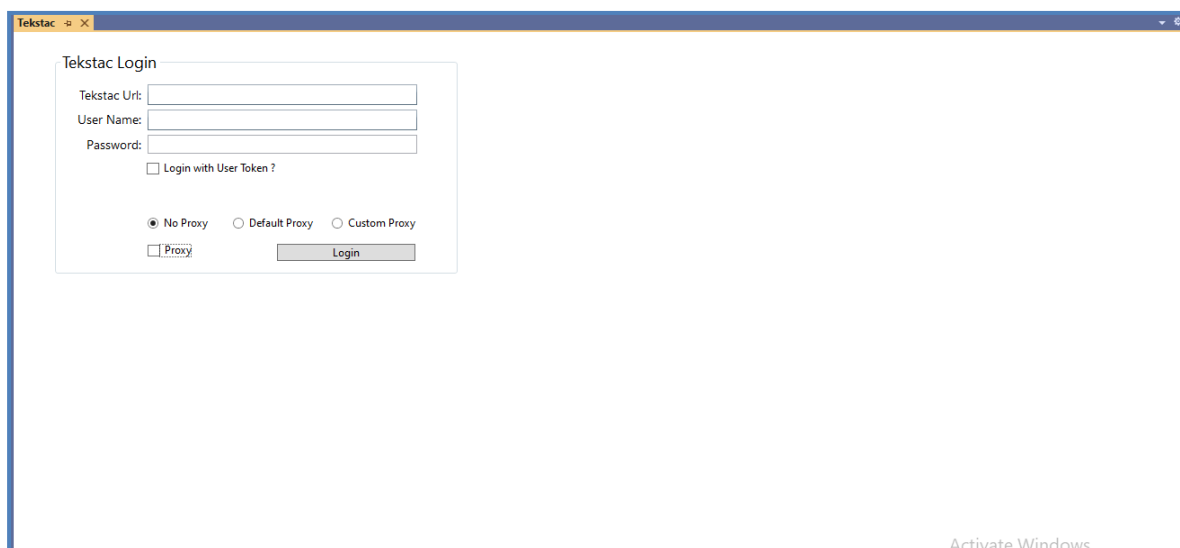 Tekstac
Tekstac Login
Tekstac Url:
User Name:
Password:
Login with User Token ?
No Proxy Default Proxy Custom Proxy
Proxy Login
Activate Windows